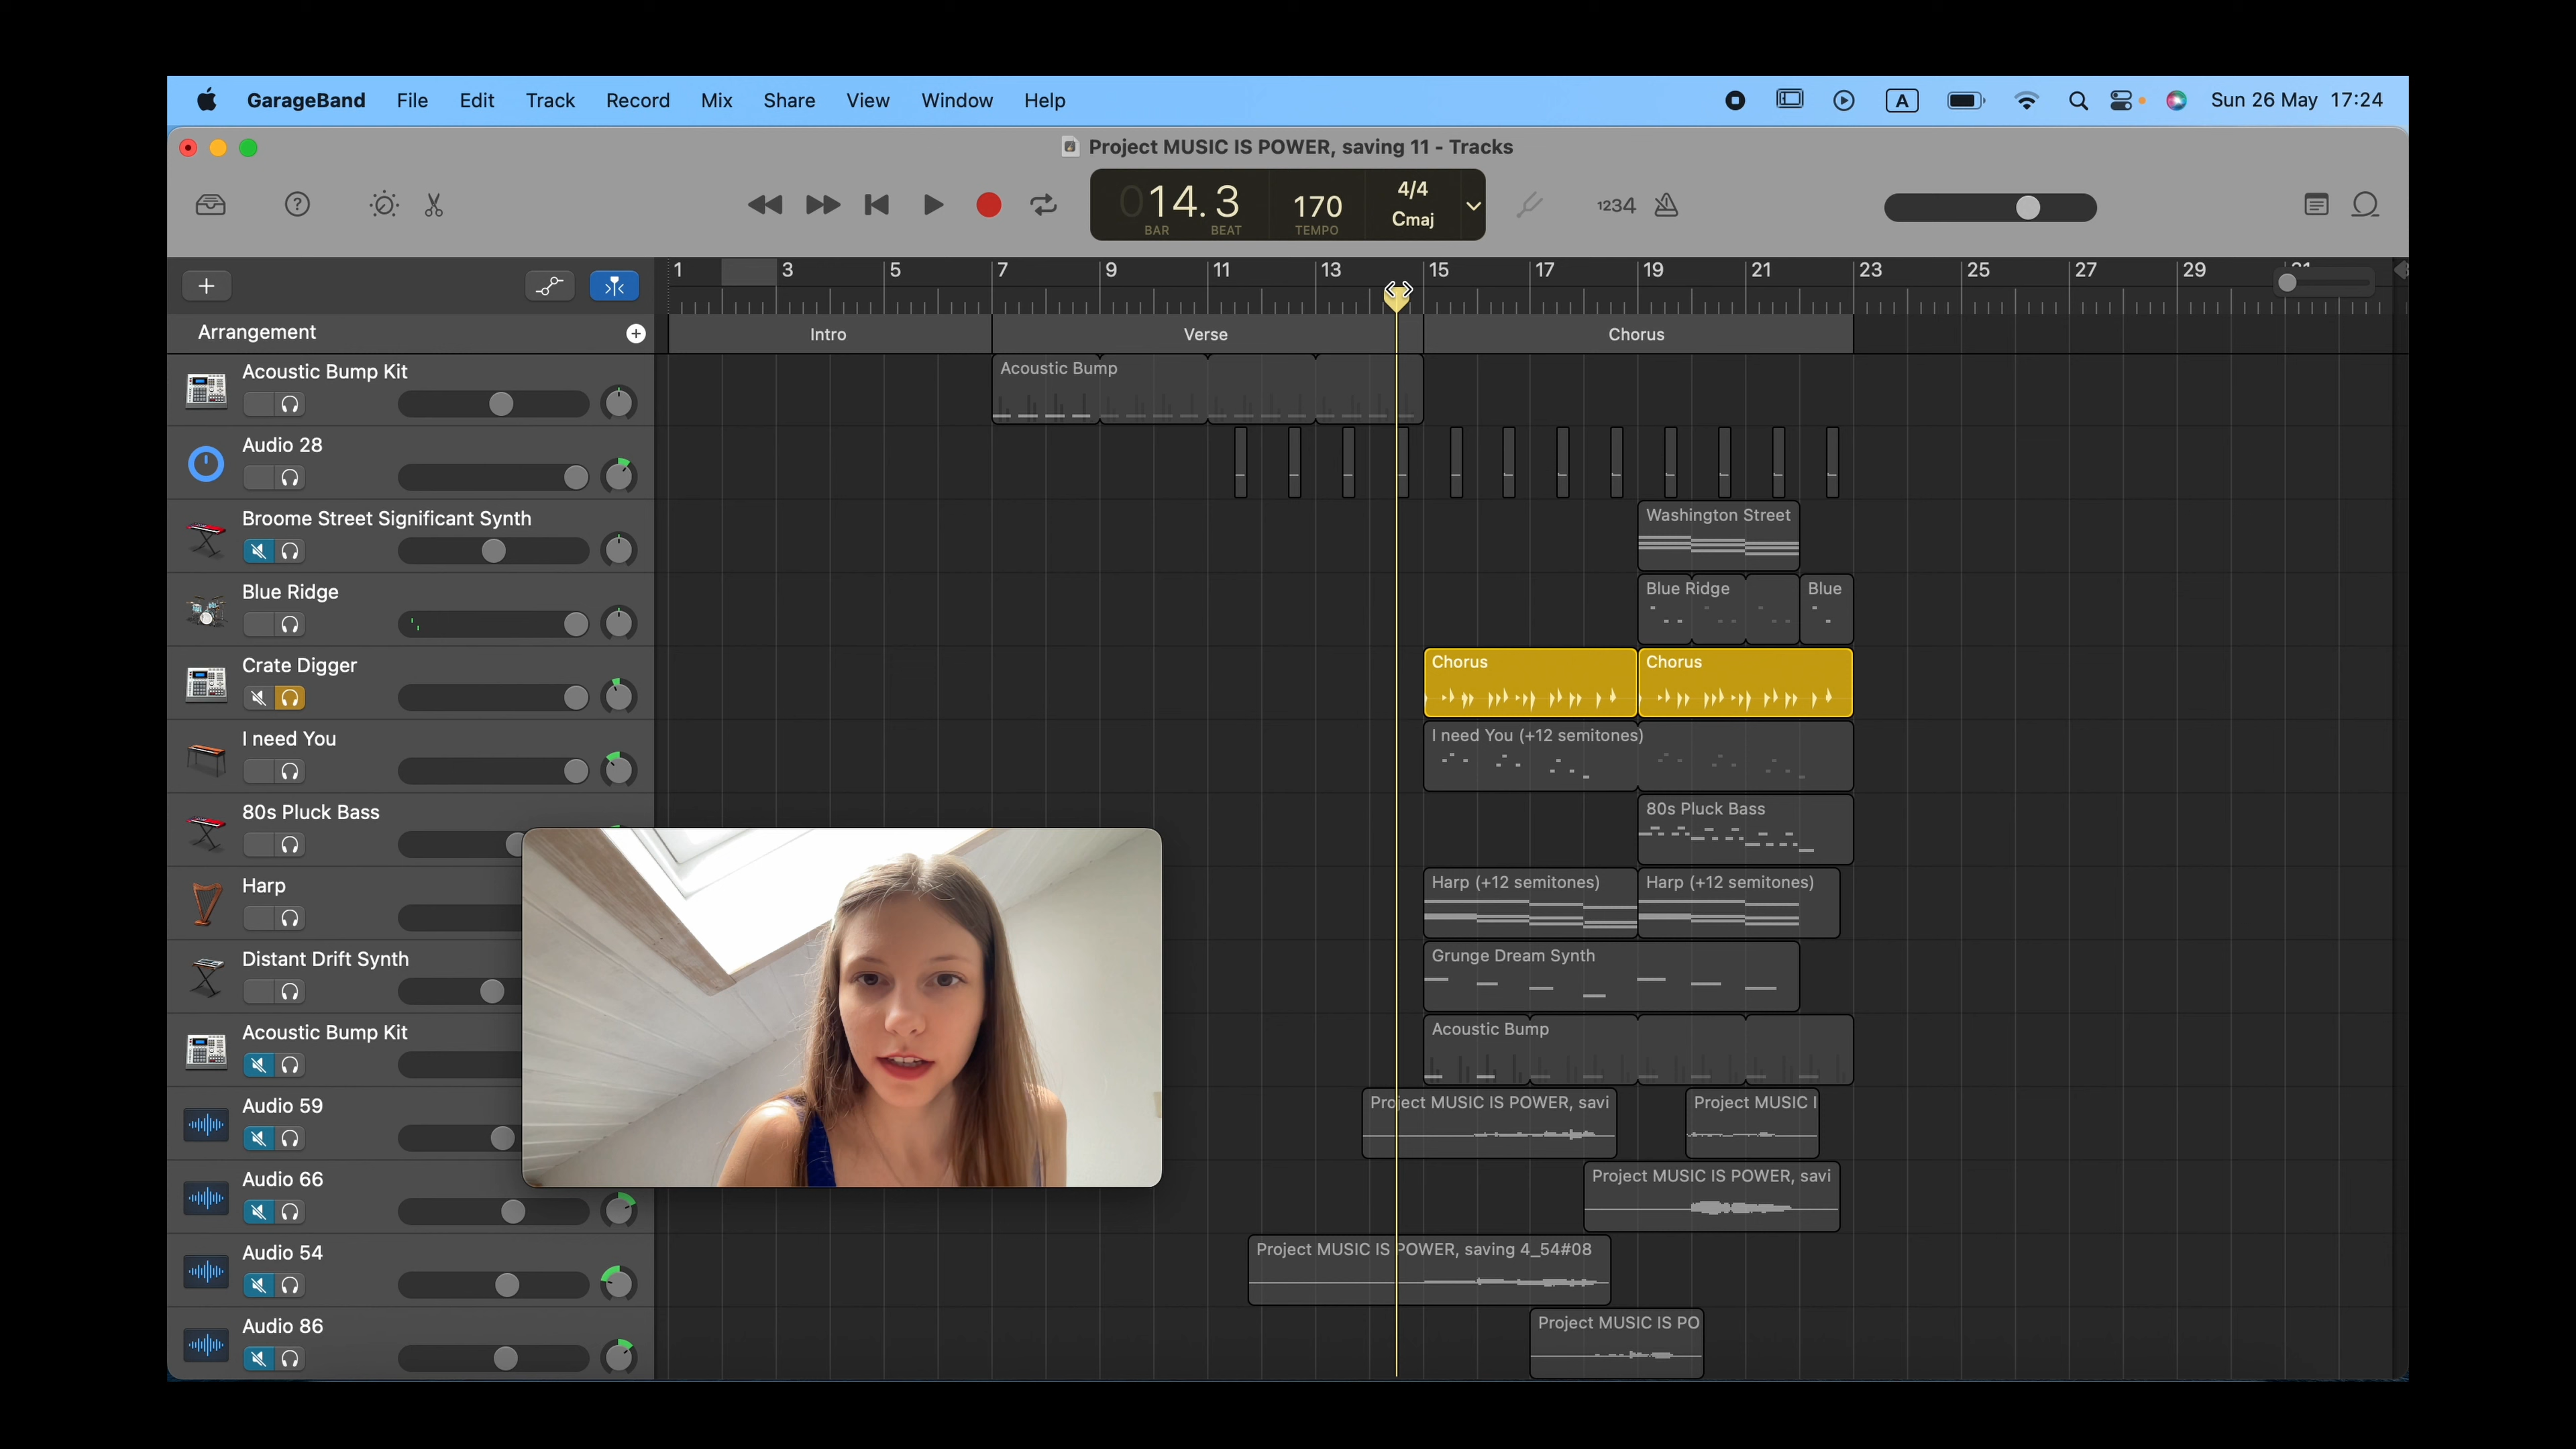 GarageBand File Edit Track Record Mix Share View Window Help A Sun 26 May 17:24
Project MUSIC IS POWER, saving 11 - Tracks
014.3 170 4/4
Cmaj
BAR BEAT TEMPO
1234
1 3 5 7 9 11 13 15 17 19 21 23 25 27 29
Arrangement Intro Verse Chorus
Acoustic Bump Kit
Acoustic Bump
Audio 28
Broome Street Significant Synth
Washington Street
Blue Ridge
Blue Ridge Blue
Crate Digger
Chorus Chorus
I need You
I need You (+12 semitones)
80s Pluck Bass
80s Pluck Bass
Harp
Harp (+12 semitones) Harp (+12 semitones)
Distant Drift Synth
Grunge Dream Synth
Acoustic Bump Kit
Acoustic Bump
Audio 59
Project MUSIC IS POWER, savi Project MUSIC I
Audio 66
Project MUSIC IS POWER, savi
Audio 54
Project MUSIC IS POWER, saving 4_54#08
Audio 86
Project MUSIC IS PO